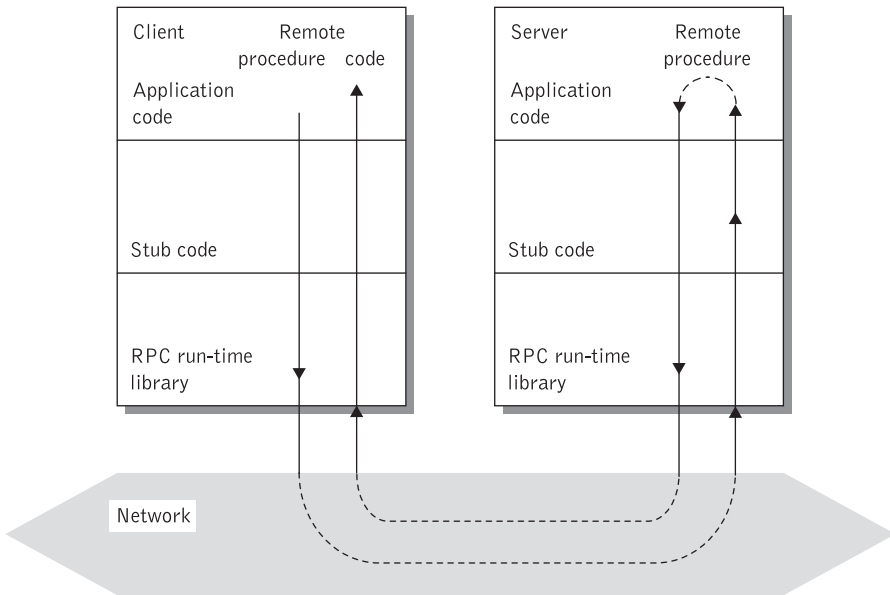 Client
Remote
procedure code
Application
code
Stub code
RPC run-time
library
Server
Remote
procedure
Application
code
Stub code
RPC run-time
library
Network